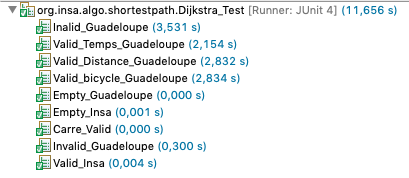 org.insa.algo.shortestpath.Dijkstra_Test [Runner: JUnit 4] (11,656 s)
Inalid_Guadeloupe (3,531 s)
Valid_Temps_Guadeloupe (2,154 s)
Valid_Distance_Guadeloupe (2,832 s)
Valid_bicycle_Guadeloupe (2,834 s)
Empty_Guadeloupe (0,000 s)
Empty_Insa (0,001 s)
Carre_Valid (0,000 s)
Invalid_Guadeloupe (0,300 s)
Valid_Insa (0,004 s)